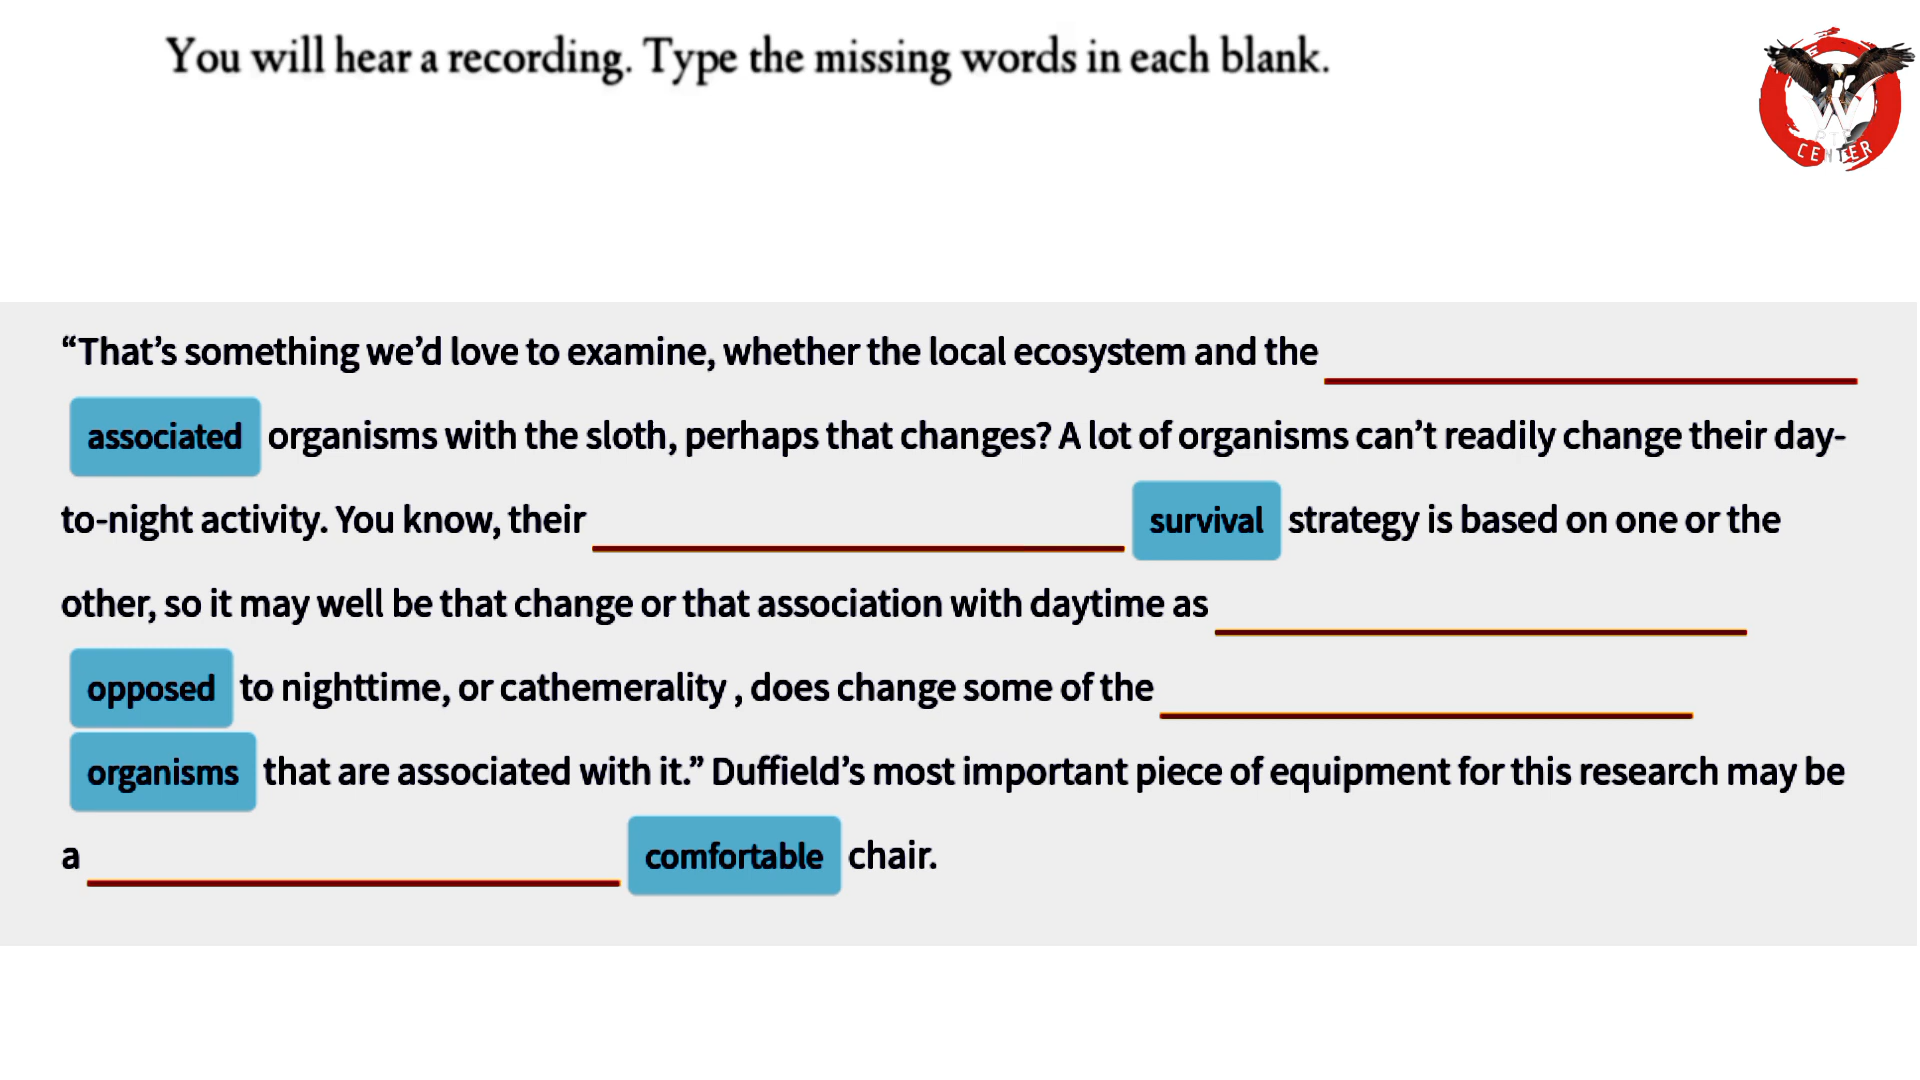 You will hear a recording. Type the missing words in each blank.
CENTER
“That’s something we’d love to examine, whether the local ecosystem and the
associated organisms with the sloth, perhaps that changes? A lot of organisms can’t readily change their day-
to-night activity. You know, their survival strategy is based on one or the
other, so it may well be that change or that association with daytime as
opposed to nighttime, or cathemerality , does change some of the
organisms that are associated with it.” Duffield’s most important piece of equipment for this research may be
a comfortable chair.